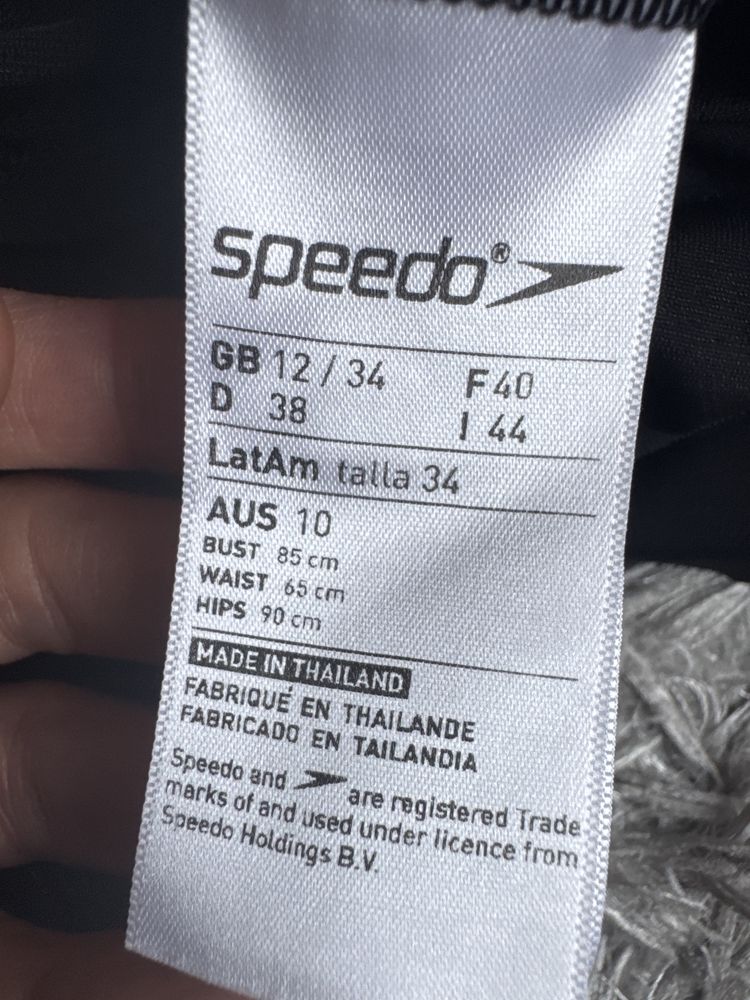 speedo®
GB 12 / 34 F 40
D 38 I 44
LatAm talla 34
AUS 10
BUST 85 cm
WAIST 65 cm
HIPS 90 cm
MADE IN THAILAND
FABRIQUÉ EN THAILANDE
FABRICADO EN TAILANDIA
Speedo and are registered Trade
marks of and used under licence from
Speedo Holdings B.V.